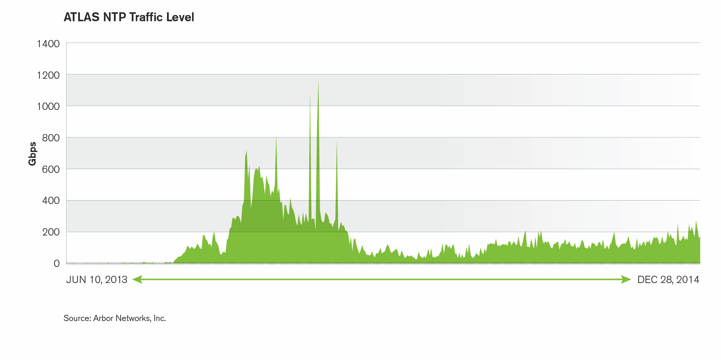 ATLAS NTP Traffic Level
1400
1200
1000
800
600
400
200
0
Gbps
JUN 10, 2013
DEC 28, 2014
Source: Arbor Networks, Inc.